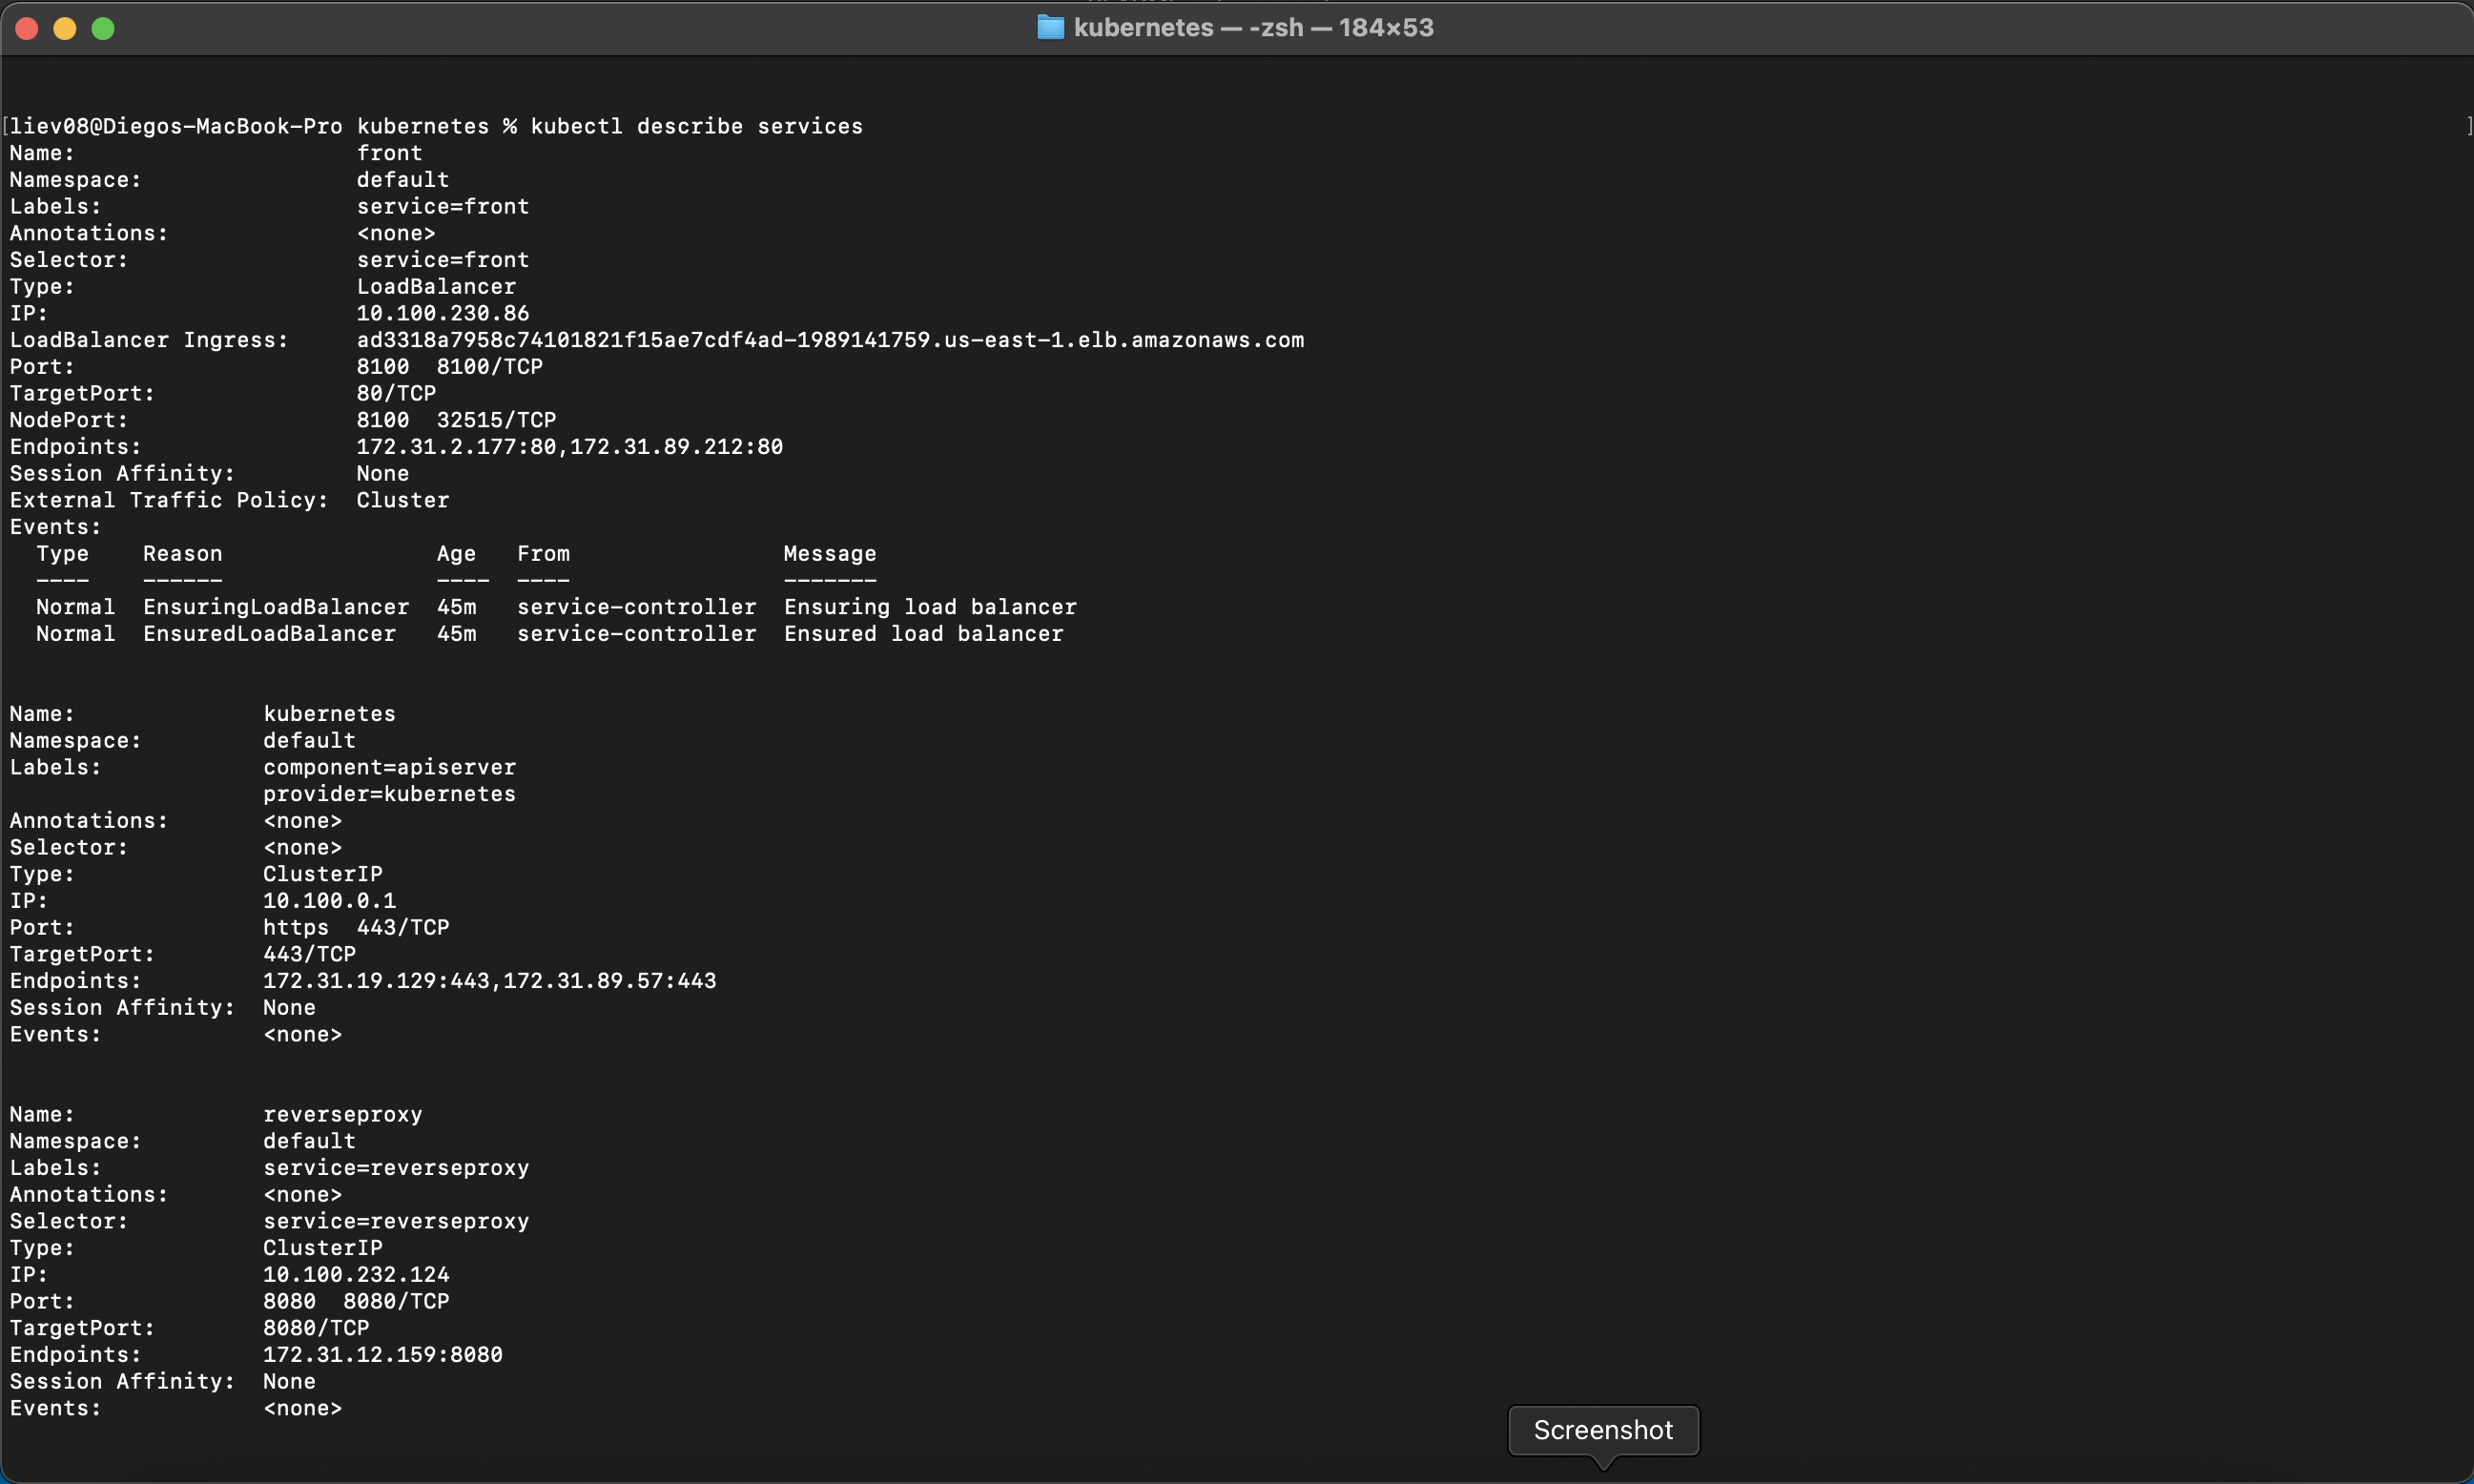 kubernetes — -zsh — 184×53
[liev08@Diegos-MacBook-Pro kubernetes % kubectl describe services ]
Name: front
Namespace: default
Labels: service=front
Annotations: <none>
Selector: service=front
Type: LoadBalancer
IP: 10.100.230.86
LoadBalancer Ingress: ad3318a7958c74101821f15ae7cdf4ad-1989141759.us-east-1.elb.amazonaws.com
Port: 8100 8100/TCP
TargetPort: 80/TCP
NodePort: 8100 32515/TCP
Endpoints: 172.31.2.177:80,172.31.89.212:80
Session Affinity: None
External Traffic Policy: Cluster
Events:
Type Reason Age From Message
---- ------ ---- ---- -------
Normal EnsuringLoadBalancer 45m service-controller Ensuring load balancer
Normal EnsuredLoadBalancer 45m service-controller Ensured load balancer
Name: kubernetes
Namespace: default
Labels: component=apiserver
provider=kubernetes
Annotations: <none>
Selector: <none>
Type: ClusterIP
IP: 10.100.0.1
Port: https 443/TCP
TargetPort: 443/TCP
Endpoints: 172.31.19.129:443,172.31.89.57:443
Session Affinity: None
Events: <none>
Name: reverseproxy
Namespace: default
Labels: service=reverseproxy
Annotations: <none>
Selector: service=reverseproxy
Type: ClusterIP
IP: 10.100.232.124
Port: 8080 8080/TCP
TargetPort: 8080/TCP
Endpoints: 172.31.12.159:8080
Session Affinity: None
Events: <none>
Screenshot